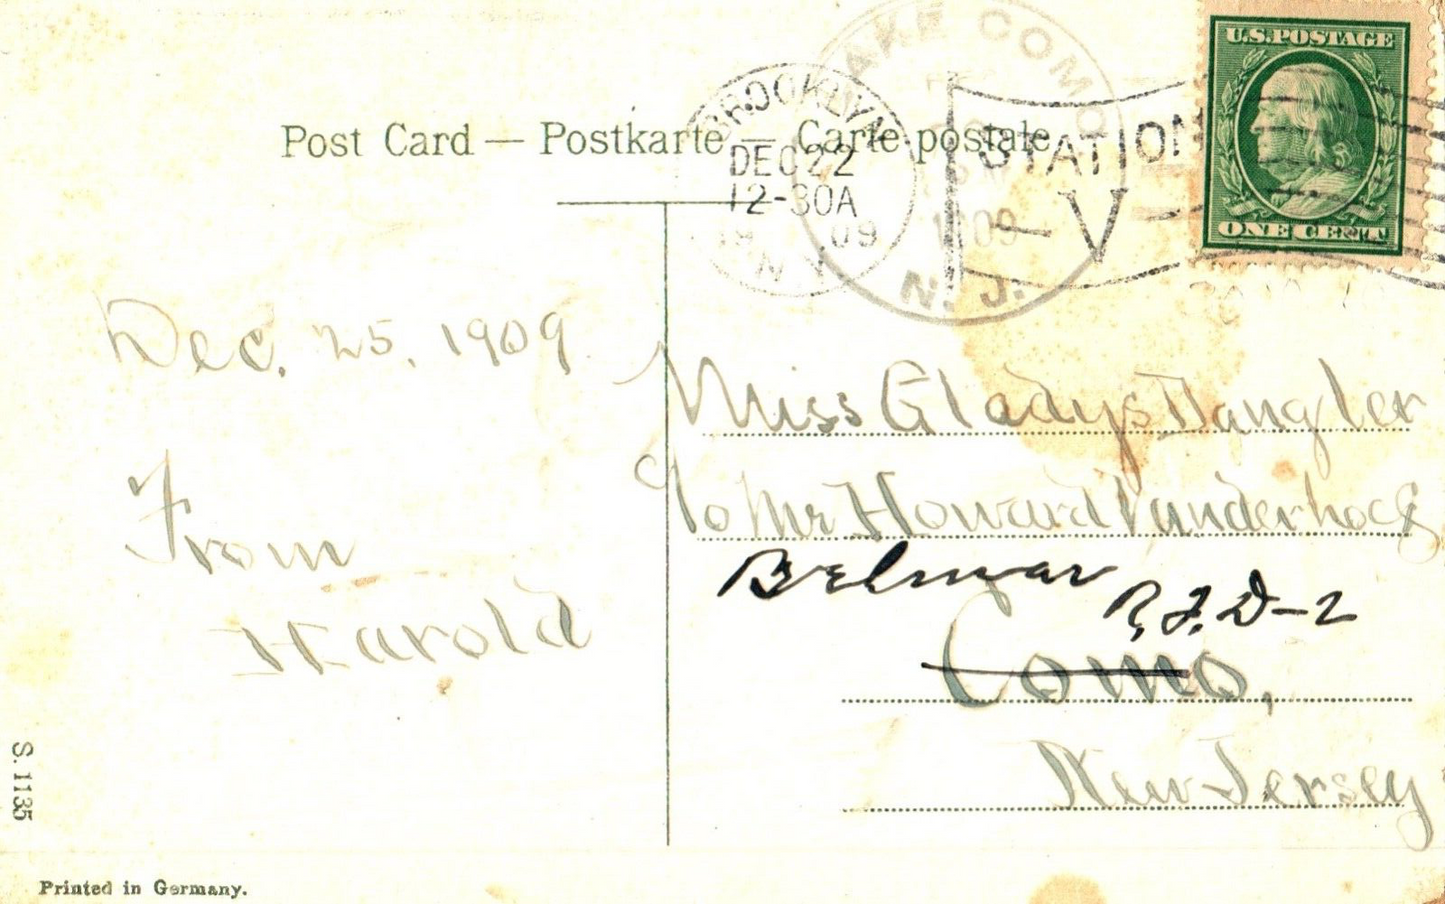 U.S. POSTAGE
ONE CENT
LAKE COMO
1909
N. J.
BROOKLYN
DEC 22
12-30A
19 09
N.Y.
STATION
V
Post Card — Postkarte — Carte postale
Dec. 25, 1909
From
Harold
Miss Gladys Dangler
c/o Mr Howard
Belmar R.F.D-2
Como,
New Jersey
S. 1135
Printed in Germany.